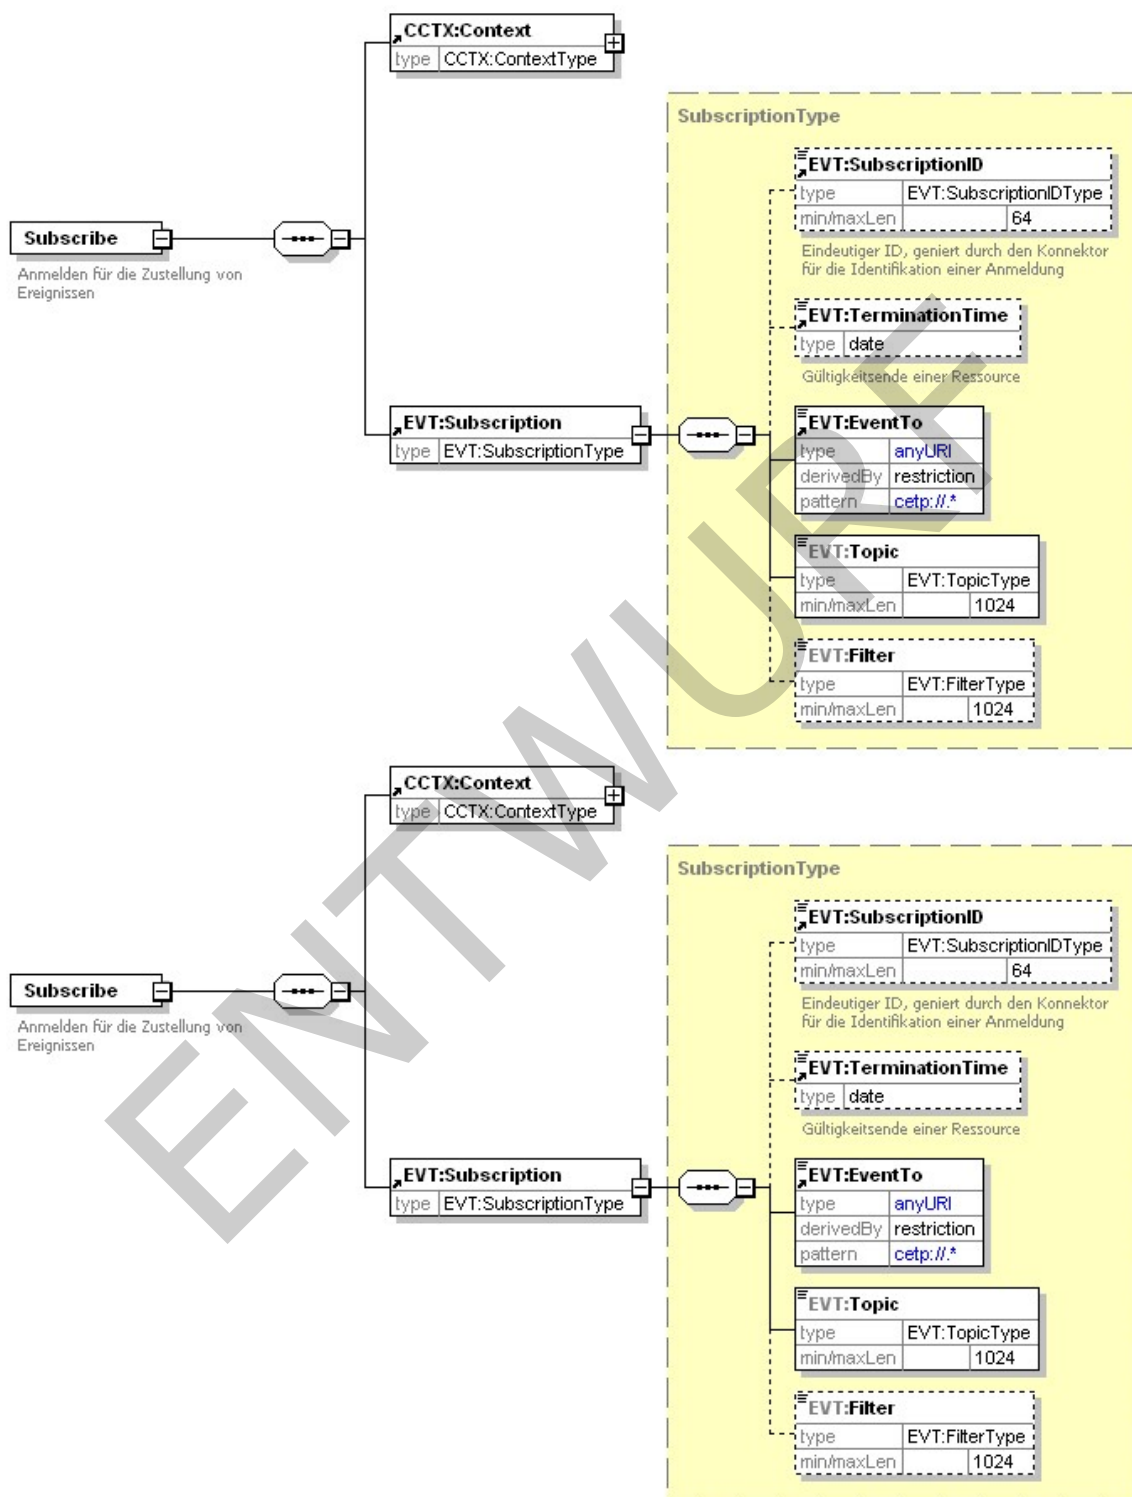 CCTX:Context
type CCTX:ContextType
SubscriptionType
EVT:SubscriptionID
type EVT:SubscriptionIDType
min/maxLen 64
Eindeutiger ID, geniert durch den Konnektor
für die Identifikation einer Anmeldung
Subscribe
Anmelden für die Zustellung von
Ereignissen
EVT:TerminationTime
type date
Gültigkeitsende einer Ressource
EVT:Subscription
type EVT:SubscriptionType
EVT:EventTo
type anyURI
derivedBy restriction
pattern cetp://.*
EVT:Topic
type EVT:TopicType
min/maxLen 1024
EVT:Filter
type EVT:FilterType
min/maxLen 1024
CCTX:Context
type CCTX:ContextType
SubscriptionType
EVT:SubscriptionID
type EVT:SubscriptionIDType
min/maxLen 64
Eindeutiger ID, geniert durch den Konnektor
für die Identifikation einer Anmeldung
Subscribe
Anmelden für die Zustellung von
Ereignissen
EVT:TerminationTime
type date
Gültigkeitsende einer Ressource
EVT:Subscription
type EVT:SubscriptionType
EVT:EventTo
type anyURI
derivedBy restriction
pattern cetp://.*
EVT:Topic
type EVT:TopicType
min/maxLen 1024
EVT:Filter
type EVT:FilterType
min/maxLen 1024
ENTWURF